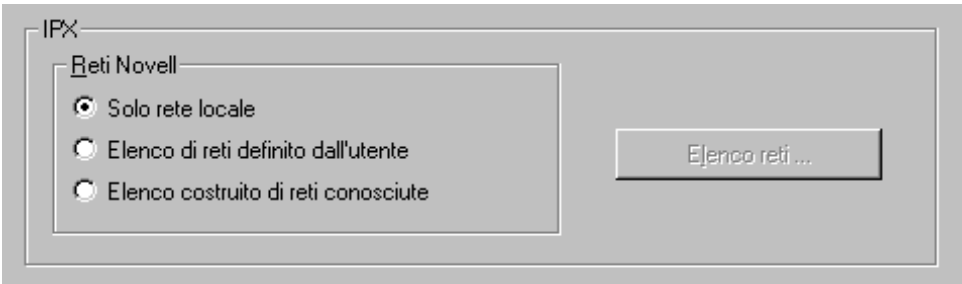 IPX
Reti Novell
Solo rete locale
Elenco di reti definito dall'utente
Elenco costruito di reti conosciute
Elenco reti ...